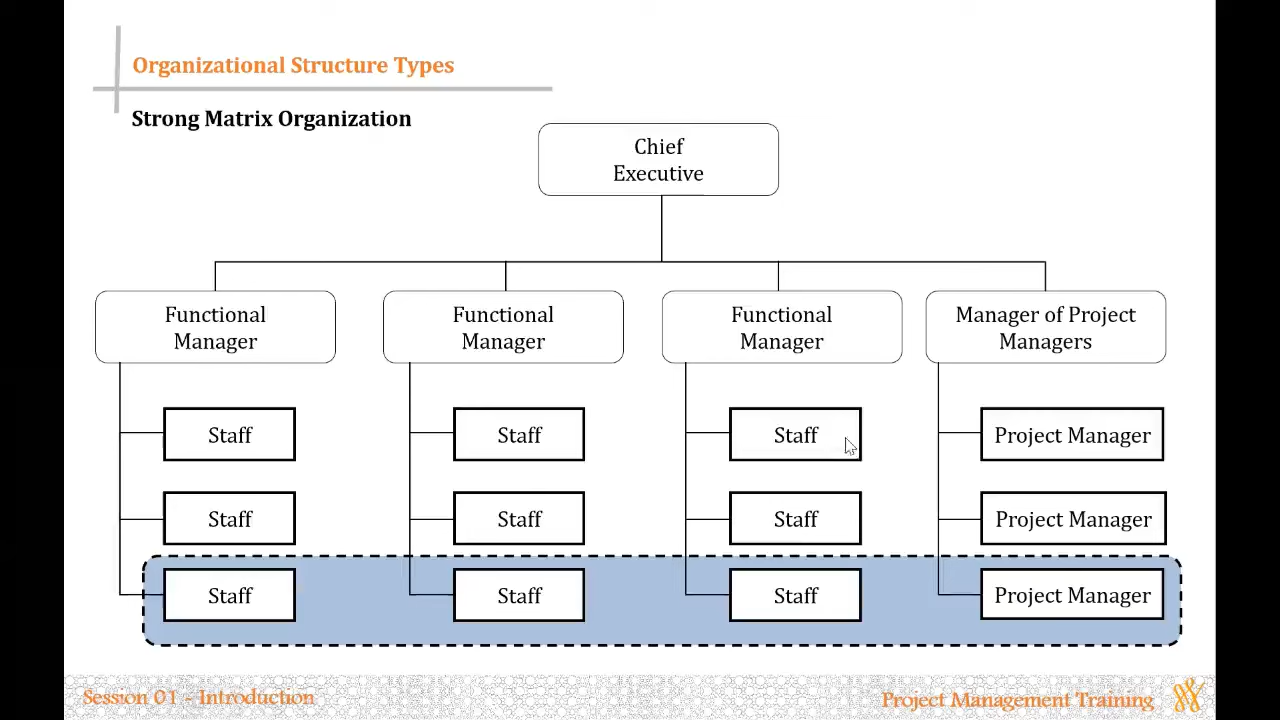 Organizational Structure Types
Strong Matrix Organization
Chief
Executive
Functional
Manager
Functional
Manager
Functional
Manager
Manager of Project
Managers
Staff
Staff
Staff
Project Manager
Staff
Staff
Staff
Project Manager
Staff
Staff
Staff
Project Manager
Session 01 - Introduction
Project Management Training